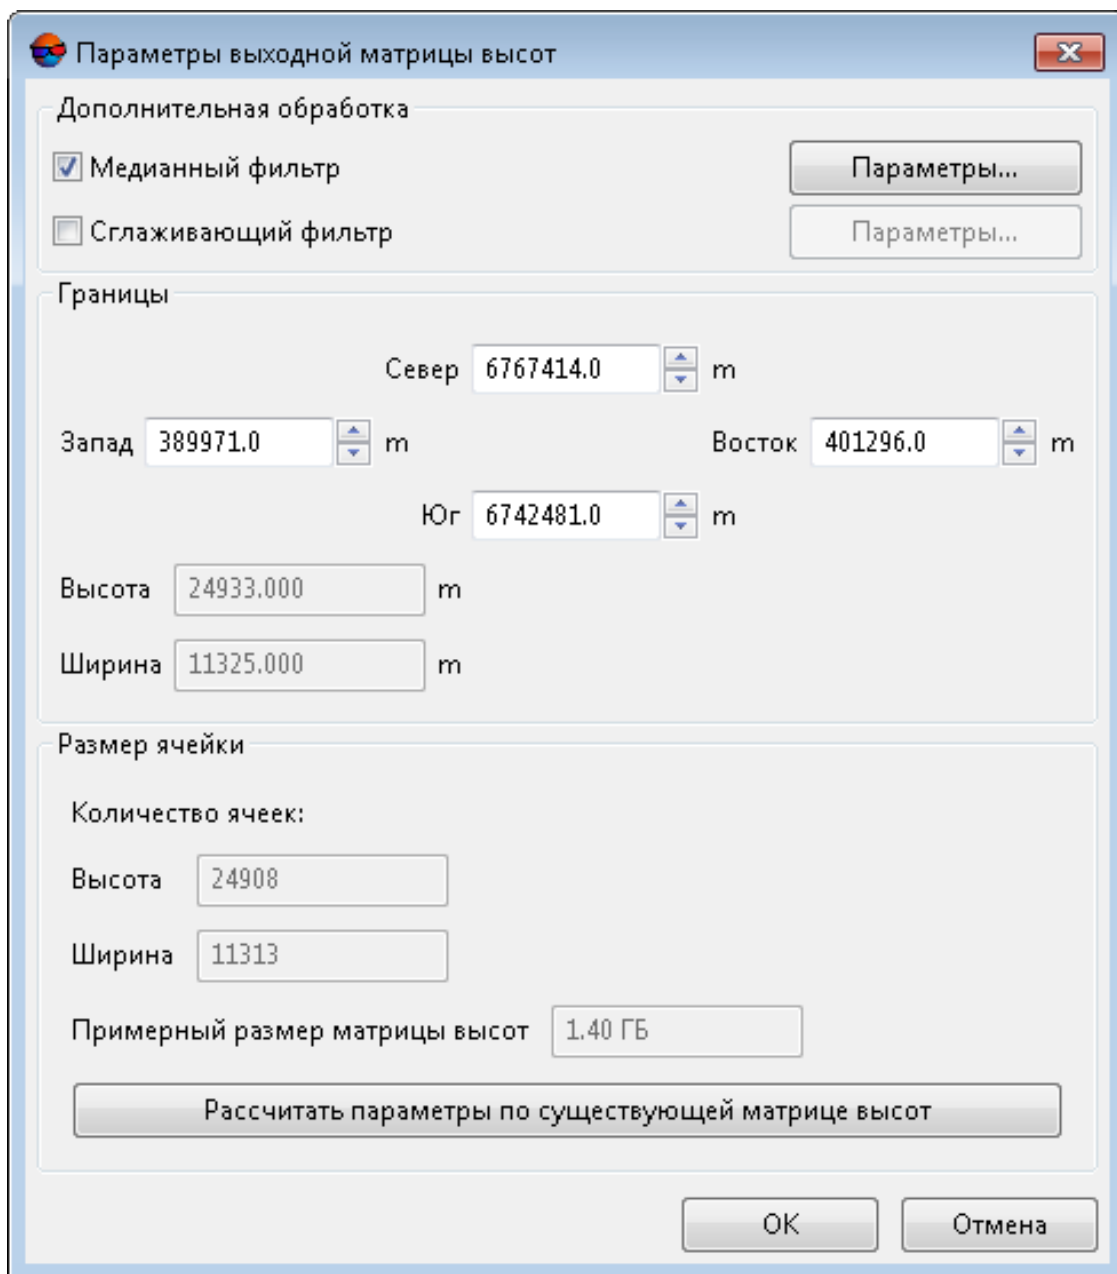 Параметры выходной матрицы высот
Дополнительная обработка
Медианный фильтр Параметры...
Сглаживающий фильтр Параметры...
Границы
Север 6767414.0 m
Запад 389971.0 m Восток 401296.0 m
Юг 6742481.0 m
Высота 24933.000 m
Ширина 11325.000 m
Размер ячейки
Количество ячеек:
Высота 24908
Ширина 11313
Примерный размер матрицы высот 1.40 ГБ
Рассчитать параметры по существующей матрице высот
OK Отмена